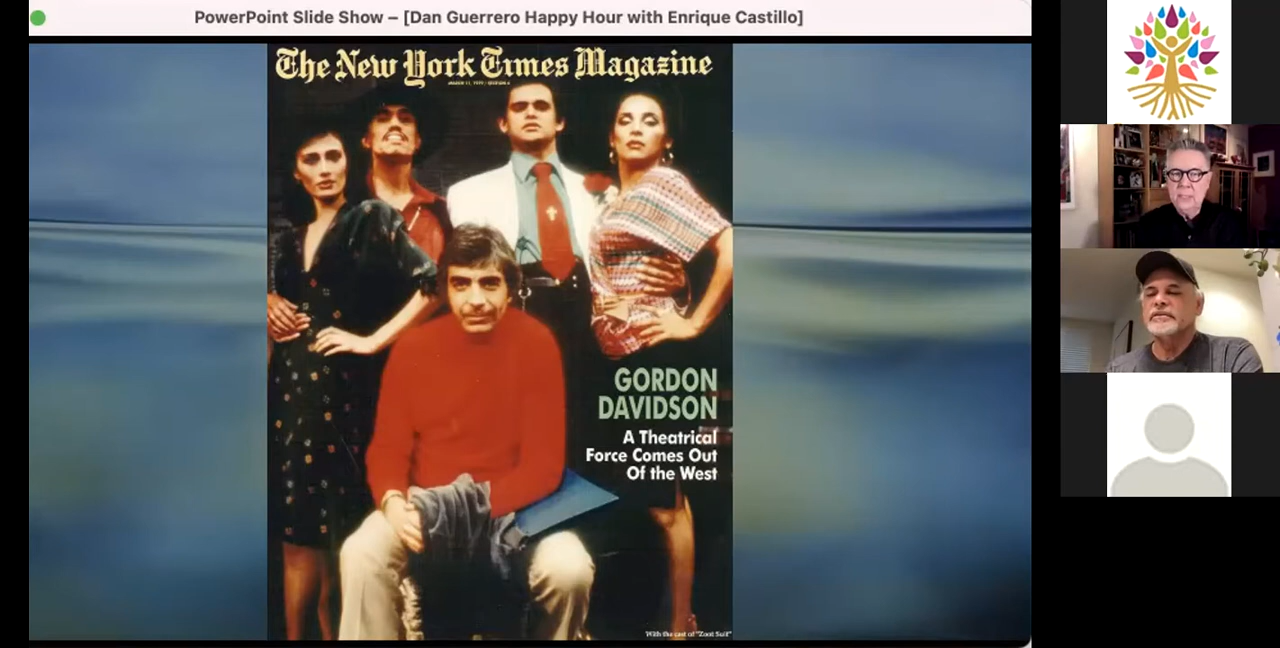 PowerPoint Slide Show – [Dan Guerrero Happy Hour with Enrique Castillo]
The New York Times Magazine
GORDON
DAVIDSON
A Theatrical
Force Comes Out
Of the West
With the cast of "Zoot Suit"